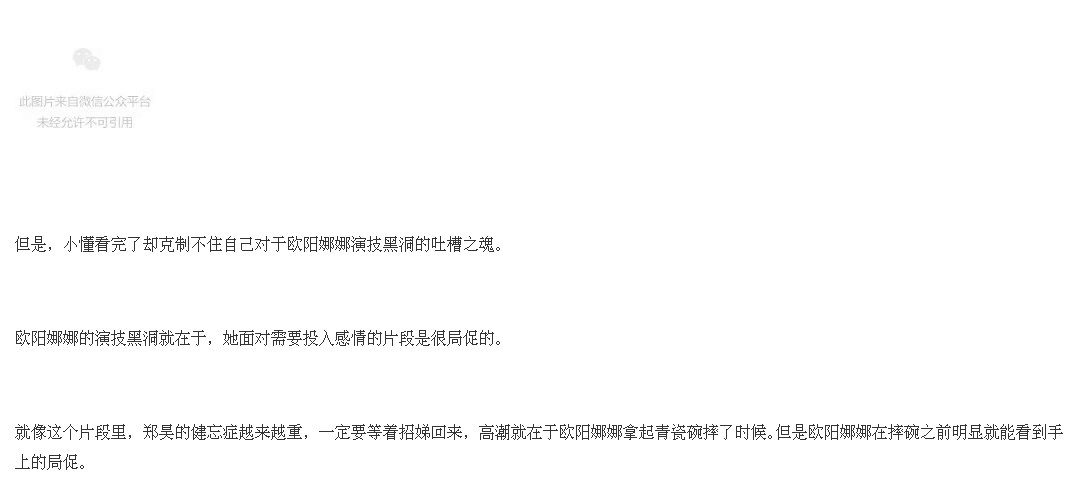 此图片来自微信公众平台
未经允许不可引用
但是，小懂看完了却克制不住自己对于欧阳娜娜演技黑洞的吐槽之魂。
欧阳娜娜的演技黑洞就在于，她面对需要投入感情的片段是很局促的。
就像这个片段里，郑昊的健忘症越来越重，一定要等着招娣回来，高潮就在于欧阳娜娜拿起青瓷碗摔了时候。但是欧阳娜娜在摔碗之前明显就能看到手
上的局促。